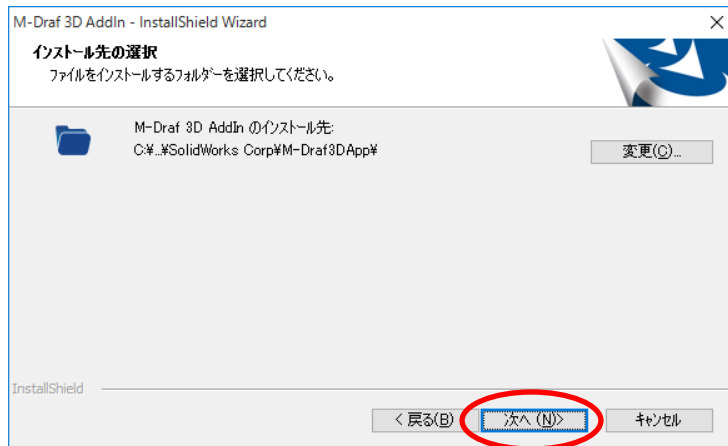 M-Draf 3D AddIn - InstallShield Wizard
インストール先の選択
ファイルをインストールするフォルダーを選択してください。
M-Draf 3D AddIn のインストール先:
C:¥...¥SolidWorks Corp¥M-Draf3DApp¥
変更(C)...
InstallShield
< 戻る(B)
次へ (N)>
キャンセル